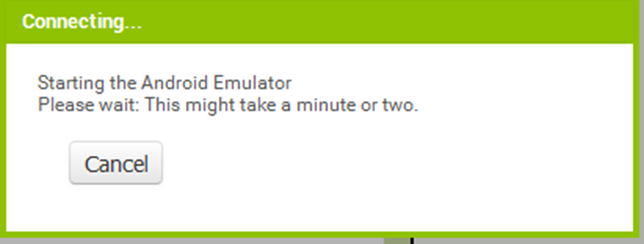 Connecting...
Starting the Android Emulator
Please wait: This might take a minute or two.
Cancel